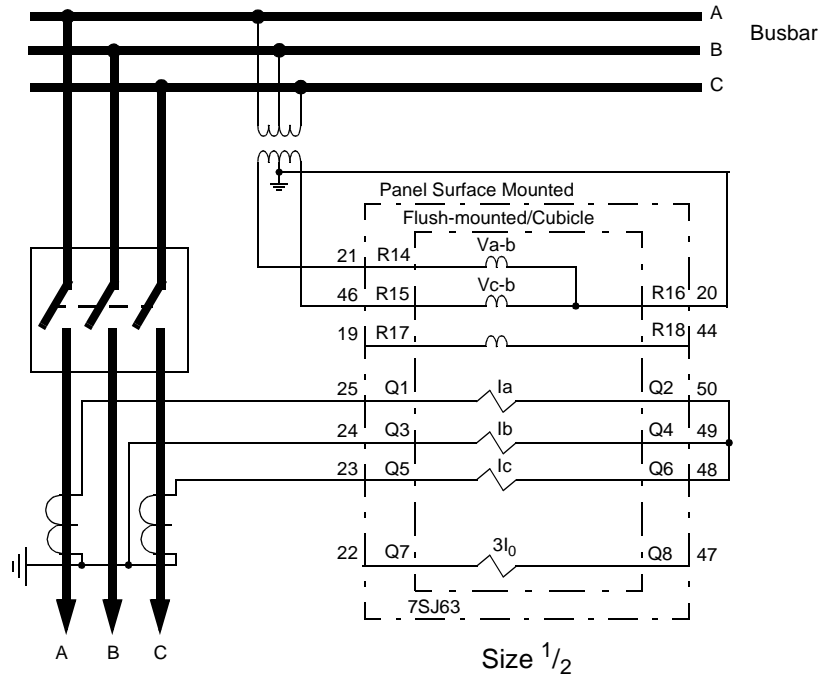 A
Busbar
B
C
Panel Surface Mounted
Flush-mounted/Cubicle
21 R14 Va-b
46 R15 Vc-b R16 20
19 R17 R18 44
25 Q1 Ia Q2 50
24 Q3 Ib Q4 49
23 Q5 Ic Q6 48
22 Q7 3I₀ Q8 47
7SJ63
A B C
Size 1/2